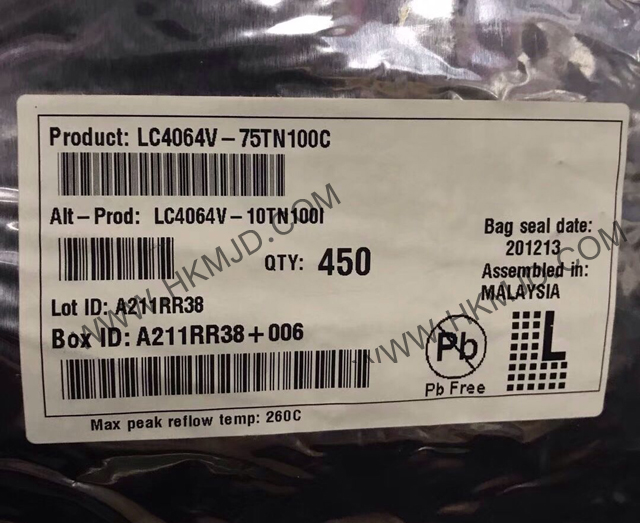 Product: LC4064V-75TN100C
Alt-Prod: LC4064V-10TN100I
QTY: 450
Lot ID: A211RR38
Box ID: A211RR38+006
Bag seal date:
201213
Assembled in:
MALAYSIA
Pb
Pb Free
L
Max peak reflow temp: 260C
WWW.HKMJD.COM
WWW.HKMJD.COM